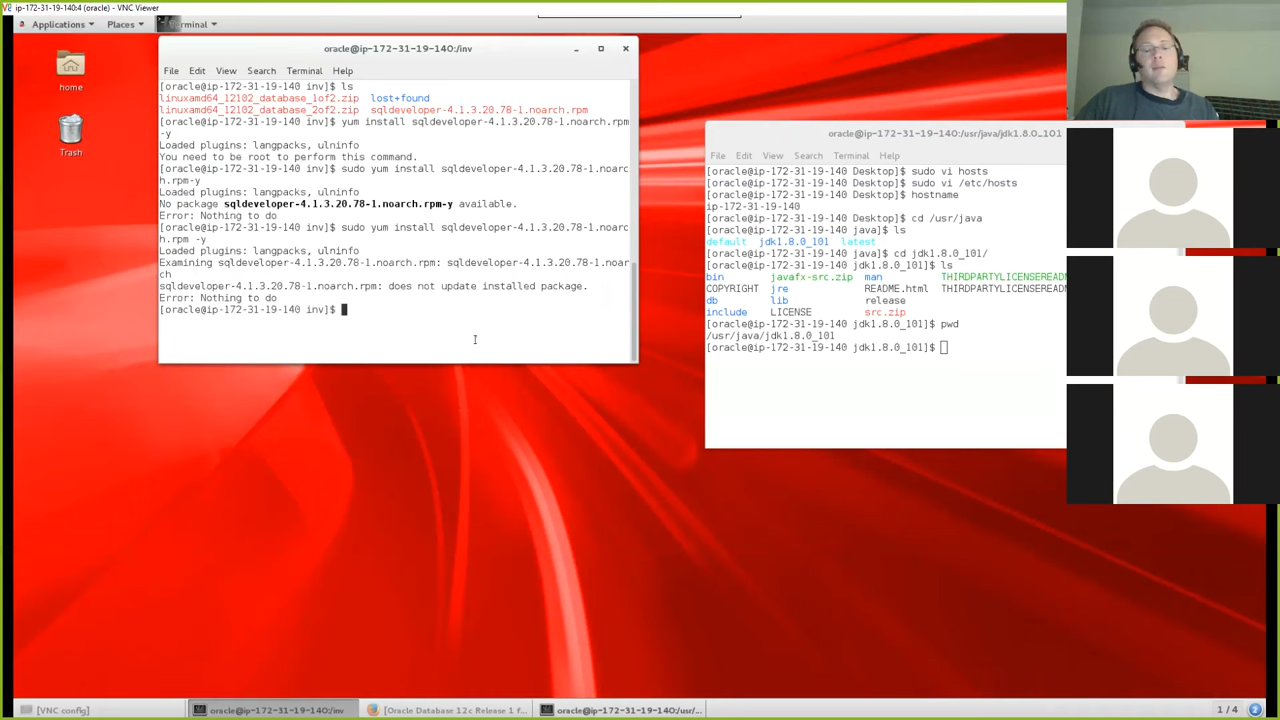 ip-172-31-19-140:4 (oracle) - VNC Viewer
Applications Places Terminal
home
Trash
oracle@ip-172-31-19-140:/inv
File Edit View Search Terminal Help
[oracle@ip-172-31-19-140 inv]$ ls
linuxamd64_12102_database_1of2.zip lost+found
linuxamd64_12102_database_2of2.zip sqldeveloper-4.1.3.20.78-1.noarch.rpm
[oracle@ip-172-31-19-140 inv]$ yum install sqldeveloper-4.1.3.20.78-1.noarch.rpm
-y
Loaded plugins: langpacks, ulninfo
You need to be root to perform this command.
[oracle@ip-172-31-19-140 inv]$ sudo yum install sqldeveloper-4.1.3.20.78-1.noarc
h.rpm-y
Loaded plugins: langpacks, ulninfo
No package sqldeveloper-4.1.3.20.78-1.noarch.rpm-y available.
Error: Nothing to do
[oracle@ip-172-31-19-140 inv]$ sudo yum install sqldeveloper-4.1.3.20.78-1.noarc
h.rpm -y
Loaded plugins: langpacks, ulninfo
Examining sqldeveloper-4.1.3.20.78-1.noarch.rpm: sqldeveloper-4.1.3.20.78-1.noar
ch
sqldeveloper-4.1.3.20.78-1.noarch.rpm: does not update installed package.
Error: Nothing to do
[oracle@ip-172-31-19-140 inv]$
oracle@ip-172-31-19-140:/usr/java/jdk1.8.0_101
File Edit View Search Terminal Help
[oracle@ip-172-31-19-140 Desktop]$ sudo vi hosts
[oracle@ip-172-31-19-140 Desktop]$ sudo vi /etc/hosts
[oracle@ip-172-31-19-140 Desktop]$ hostname
ip-172-31-19-140
[oracle@ip-172-31-19-140 Desktop]$ cd /usr/java
[oracle@ip-172-31-19-140 java]$ ls
default jdk1.8.0_101 latest
[oracle@ip-172-31-19-140 java]$ cd jdk1.8.0_101/
[oracle@ip-172-31-19-140 jdk1.8.0_101]$ ls
bin javafx-src.zip man THIRDPARTYLICENSEREADM
COPYRIGHT jre README.html THIRDPARTYLICENSEREADM
db lib release
include LICENSE src.zip
[oracle@ip-172-31-19-140 jdk1.8.0_101]$ pwd
/usr/java/jdk1.8.0_101
[oracle@ip-172-31-19-140 jdk1.8.0_101]$
[VNC config] oracle@ip-172-31-19-140:/inv [Oracle Database 12c Release 1 f... oracle@ip-172-31-19-140:/usr/... 1 / 4 2